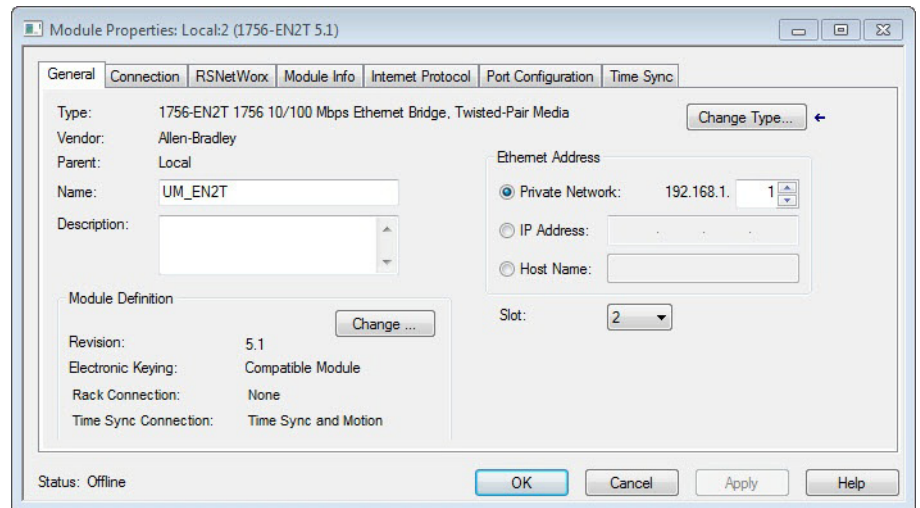 Module Properties: Local:2 (1756-EN2T 5.1)
General Connection RSNetWorx Module Info Internet Protocol Port Configuration Time Sync
Type: 1756-EN2T 1756 10/100 Mbps Ethernet Bridge, Twisted-Pair Media
Change Type...
Vendor: Allen-Bradley
Parent: Local
Name: UM_EN2T
Description:
Ethernet Address
Private Network: 192.168.1. 1
IP Address: . . .
Host Name:
Slot: 2
Module Definition
Change ...
Revision: 5.1
Electronic Keying: Compatible Module
Rack Connection: None
Time Sync Connection: Time Sync and Motion
Status: Offline
OK Cancel Apply Help